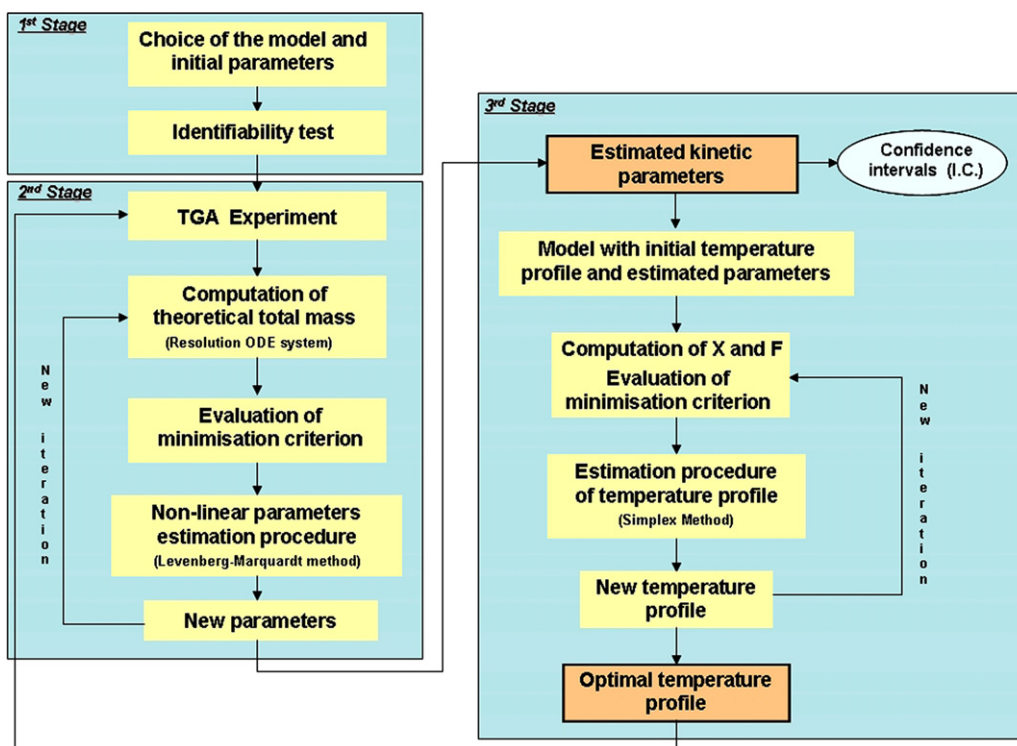 1st Stage
Choice of the model and
initial parameters
Identifiability test
2nd Stage
TGA Experiment
Computation of
theoretical total mass
(Resolution ODE system)
New iteration
Evaluation of
minimisation criterion
Non-linear parameters
estimation procedure
(Levenberg-Marquardt method)
New parameters
3rd Stage
Estimated kinetic
parameters
Confidence
intervals (I.C.)
Model with initial temperature
profile and estimated parameters
Computation of X and F
Evaluation of
minimisation criterion
New iteration
Estimation procedure
of temperature profile
(Simplex Method)
New temperature
profile
Optimal temperature
profile